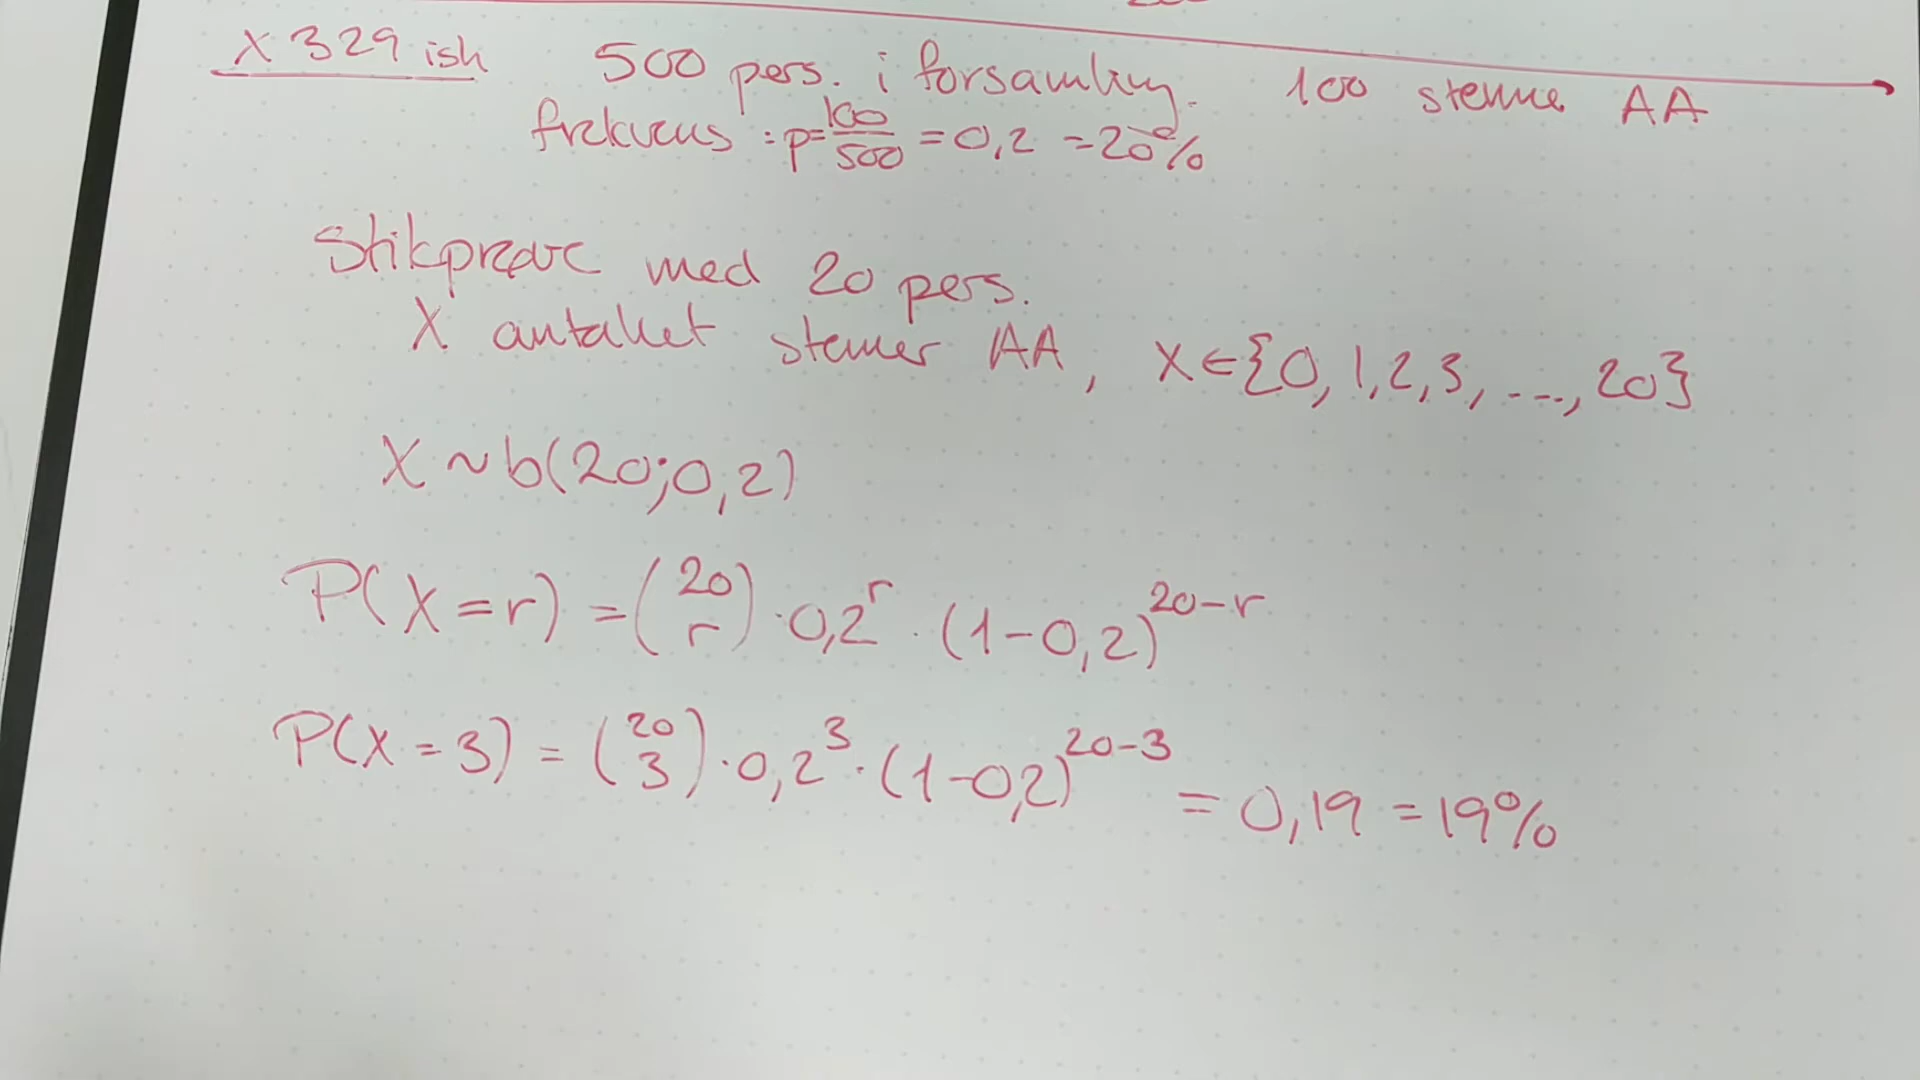 x 329 ish 500 pers. i forsamling. 100 stemme AA
frekvens : p = 100/500 = 0,2 = 20%
Stikprøve med 20 pers.
X antallet stemmer AA, X ∈ {0, 1, 2, 3, ..., 20}
X ~ b(20; 0,2)
P(X = r) = (20 r) · 0,2^r · (1 - 0,2)^20-r
P(X = 3) = (20 3) · 0,2^3 · (1 - 0,2)^20-3 = 0,19 = 19%